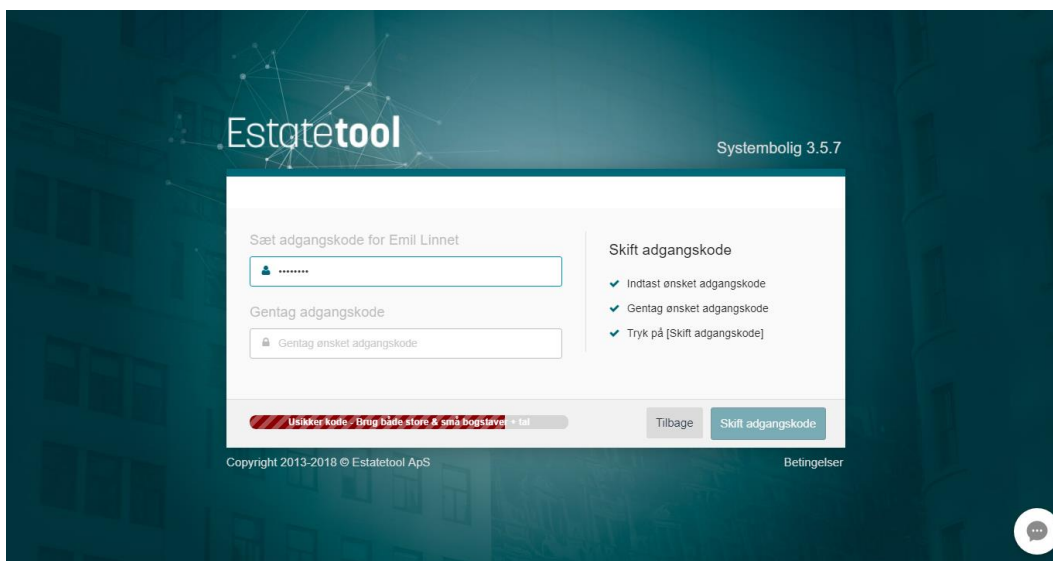 Estatetool
Systembolig 3.5.7
Sæt adgangskode for Emil Linnet
••••••••
Gentag adgangskode
Gentag ønsket adgangskode
Skift adgangskode
Indtast ønsket adgangskode
Gentag ønsket adgangskode
Tryk på [Skift adgangskode]
Usikker kode - Brug både store & små bogstaver + tal
Tilbage
Skift adgangskode
Copyright 2013-2018 © Estatetool ApS
Betingelser